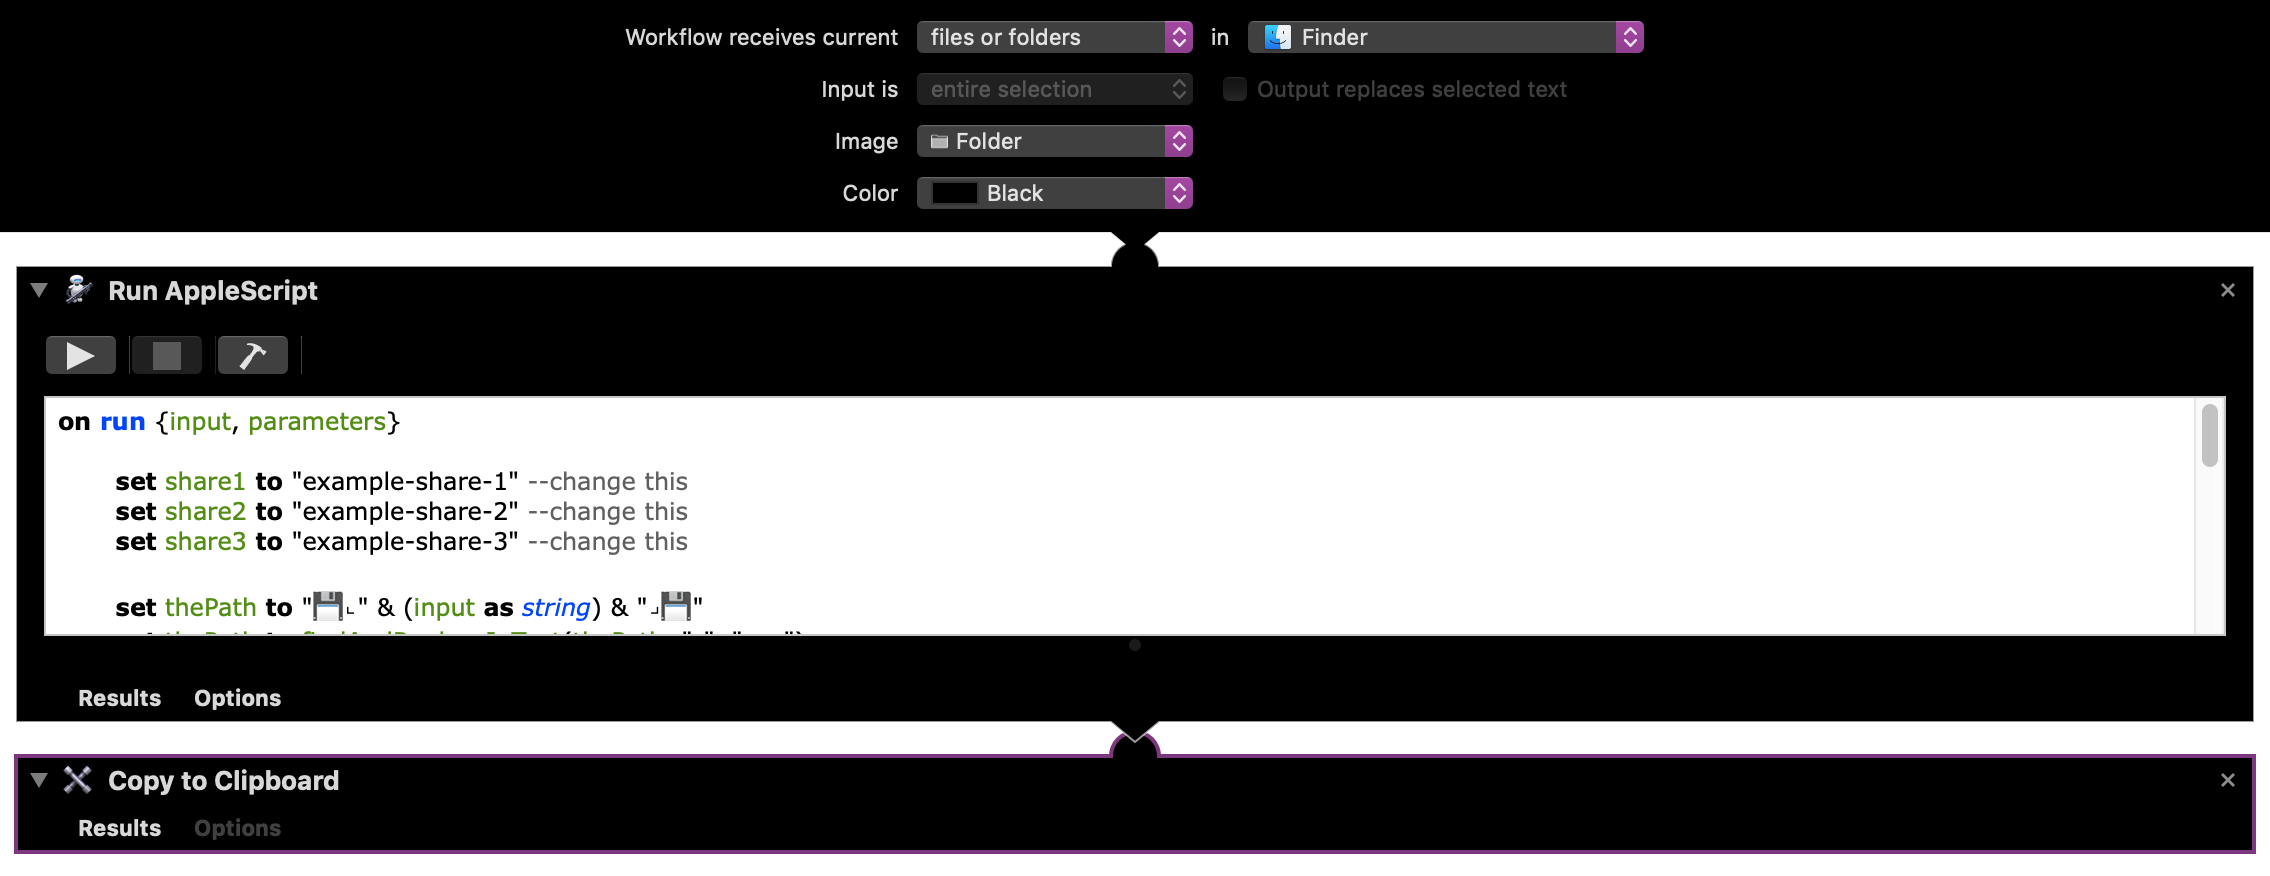 Workflow receives current files or folders in Finder
Input is entire selection Output replaces selected text
Image Folder
Color Black
Run AppleScript
on run {input, parameters}
set share1 to "example-share-1" --change this
set share2 to "example-share-2" --change this
set share3 to "example-share-3" --change this
set thePath to "💾⌞" & (input as string) & "⌟💾"
Results Options
Copy to Clipboard
Results Options